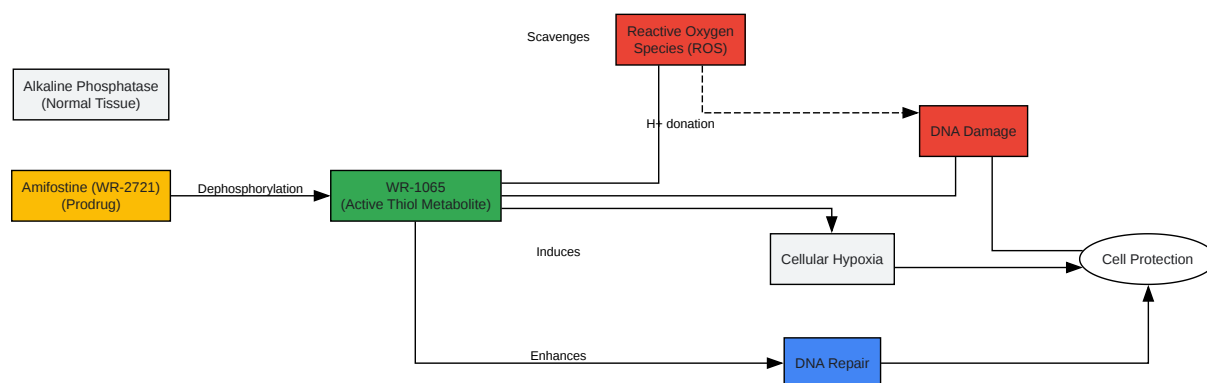 Scavenges
Reactive Oxygen
Species (ROS)
Alkaline Phosphatase
(Normal Tissue)
H+ donation
DNA Damage
Amifostine (WR-2721)
(Prodrug)
Dephosphorylation
WR-1065
(Active Thiol Metabolite)
Induces
Cellular Hypoxia
Cell Protection
Enhances
DNA Repair